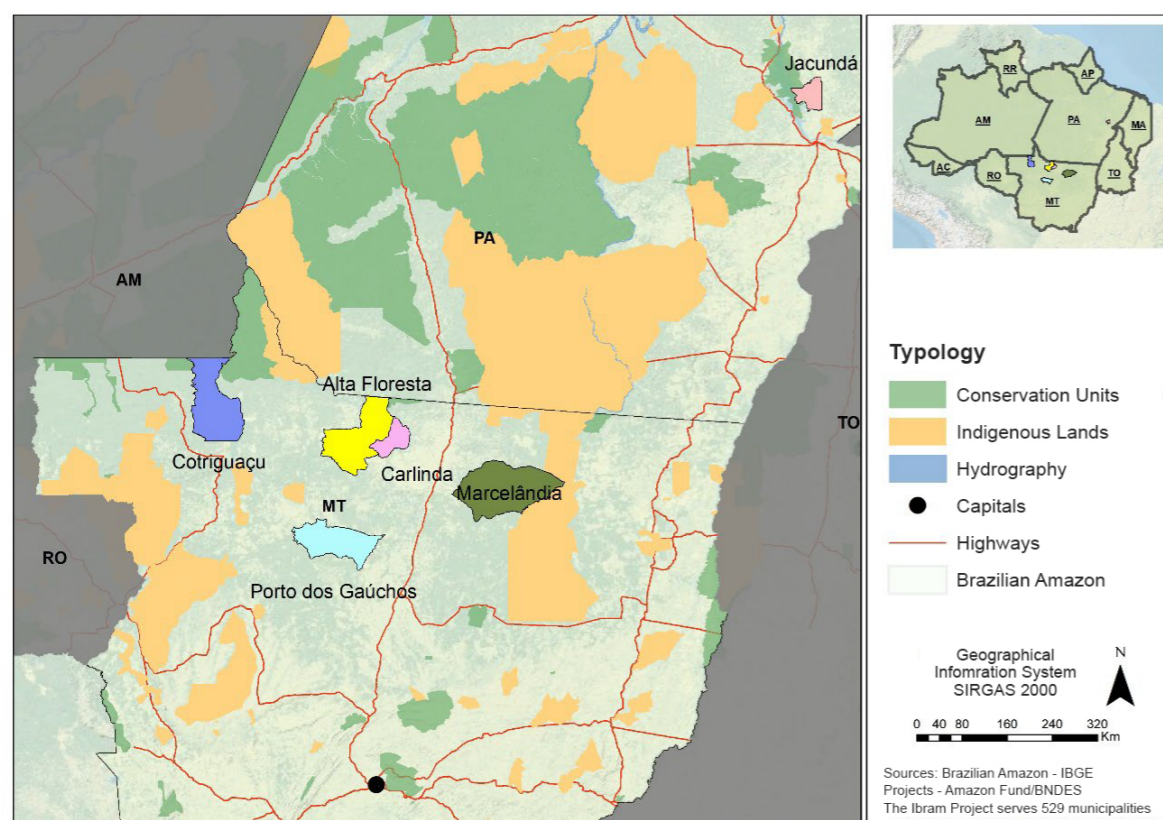 Jacundá
PA
AM
Alta Floresta
TO
Cotriguaçu
Carlinda
Marcelândia
MT
RO
Porto dos Gaúchos
RR
AP
AM
PA
MA
AC
RO
TO
MT
Typology
Conservation Units
Indigenous Lands
Hydrography
Capitals
Highways
Brazilian Amazon
Geographical
Infomration System
SIRGAS 2000
N
0 40 80 160 240 320
Km
Sources: Brazilian Amazon - IBGE
Projects - Amazon Fund/BNDES
The Ibram Project serves 529 municipalities